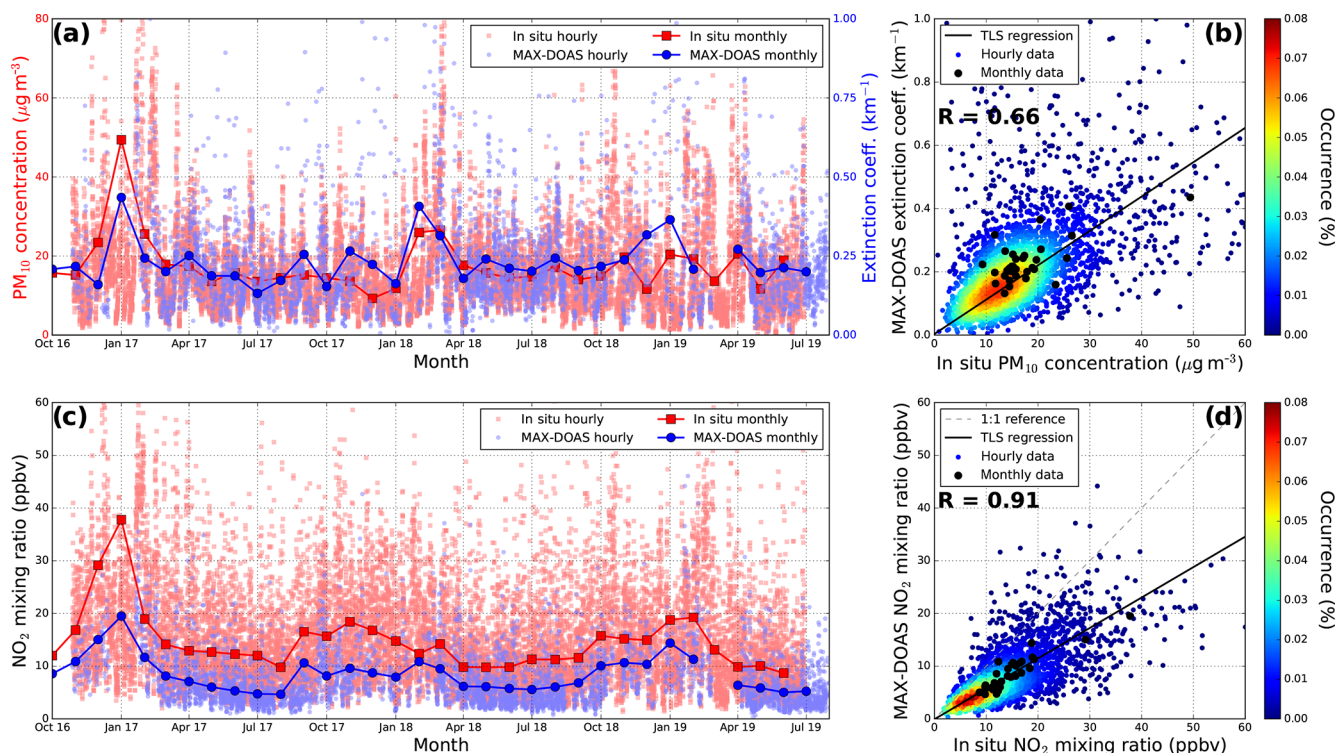 (a)
In situ hourly
MAX-DOAS hourly
In situ monthly
MAX-DOAS monthly
PM₁₀ concentration (μg m⁻³)
80
60
40
20
0
Extinction coeff. (km⁻¹)
1.00
0.75
0.50
0.25
0.00
Oct 16 Jan 17 Apr 17 Jul 17 Oct 17 Jan 18 Apr 18 Jul 18 Oct 18 Jan 19 Apr 19 Jul 19
Month
(b)
TLS regression
Hourly data
Monthly data
R = 0.66
MAX-DOAS extinction coeff. (km⁻¹)
1.0
0.8
0.6
0.4
0.2
0.0
0 10 20 30 40 50 60
In situ PM₁₀ concentration (μg m⁻³)
0.08
0.07
0.06
0.05
0.04
0.03
0.02
0.01
0.00
Occurrence (%)
(c)
In situ hourly
MAX-DOAS hourly
In situ monthly
MAX-DOAS monthly
NO₂ mixing ratio (ppbv)
60
50
40
30
20
10
0
Oct 16 Jan 17 Apr 17 Jul 17 Oct 17 Jan 18 Apr 18 Jul 18 Oct 18 Jan 19 Apr 19 Jul 19
Month
(d)
1:1 reference
TLS regression
Hourly data
Monthly data
R = 0.91
MAX-DOAS NO₂ mixing ratio (ppbv)
60
50
40
30
20
10
0
0 10 20 30 40 50 60
In situ NO₂ mixing ratio (ppbv)
0.08
0.07
0.06
0.05
0.04
0.03
0.02
0.01
0.00
Occurrence (%)